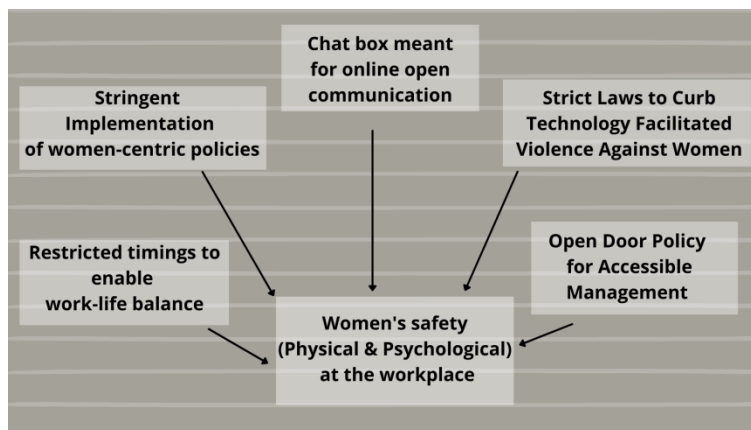 Chat box meant
for online open
communication
Stringent
Implementation
of women-centric policies
Strict Laws to Curb
Technology Facilitated
Violence Against Women
Restricted timings to
enable
work-life balance
Open Door Policy
for Accessible
Management
Women's safety
(Physical & Psychological)
at the workplace